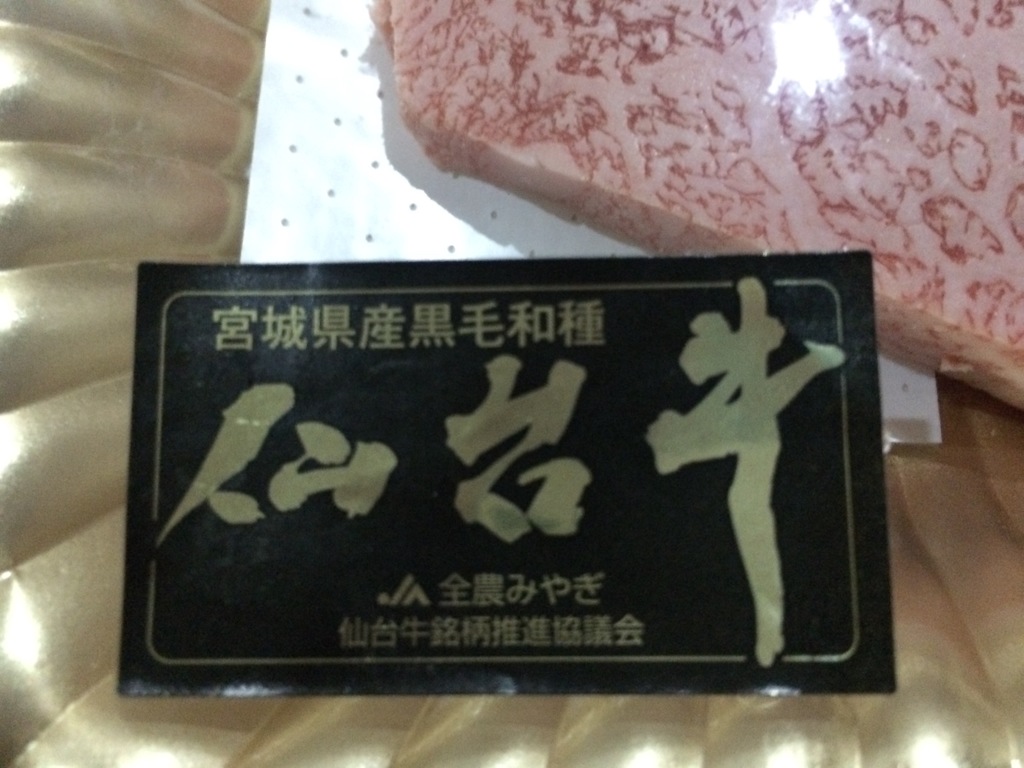 宮城県産黒毛和種
仙台牛
JA 全農みやぎ
仙台牛銘柄推進協議会